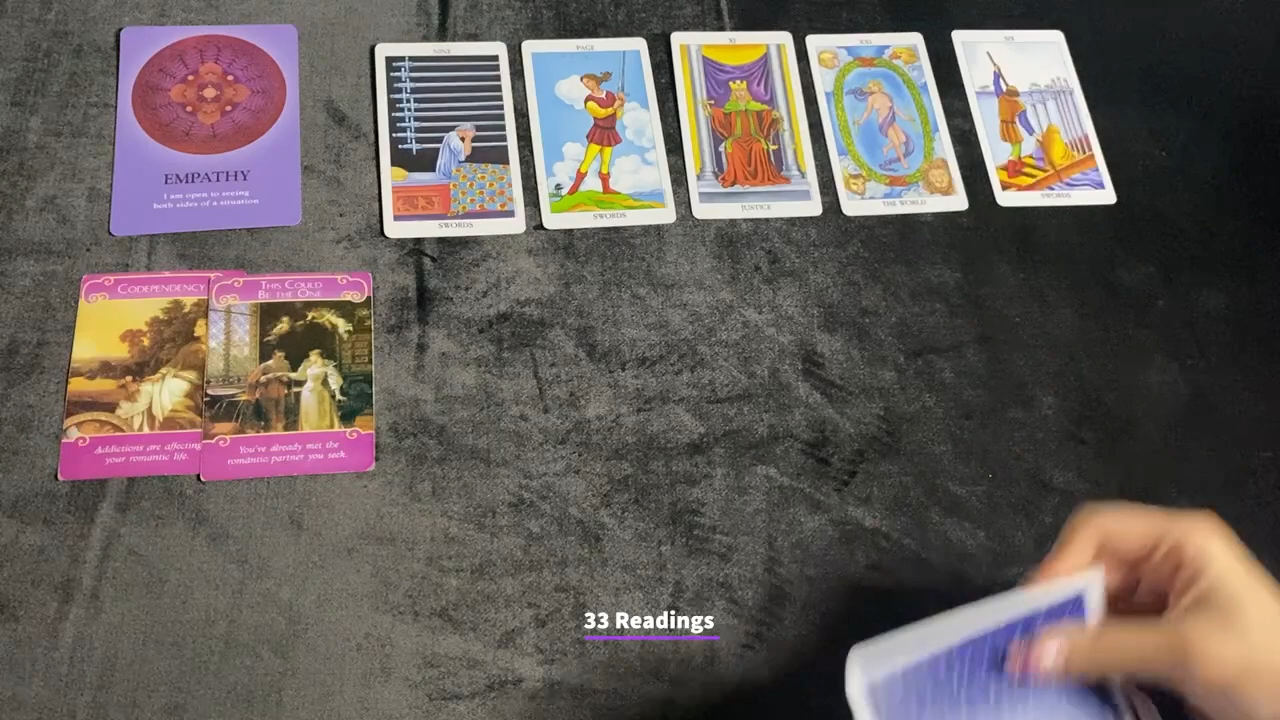 EMPATHY
I am open to seeing
both sides of a situation
NINE
SWORDS
PAGE
SWORDS
XI
JUSTICE
XXI
THE WORLD
SIX
SWORDS
CODEPENDENCY
Addictions are affecting
your romantic life.
THIS COULD
BE THE ONE
You've already met the
romantic partner you seek.
33 Readings